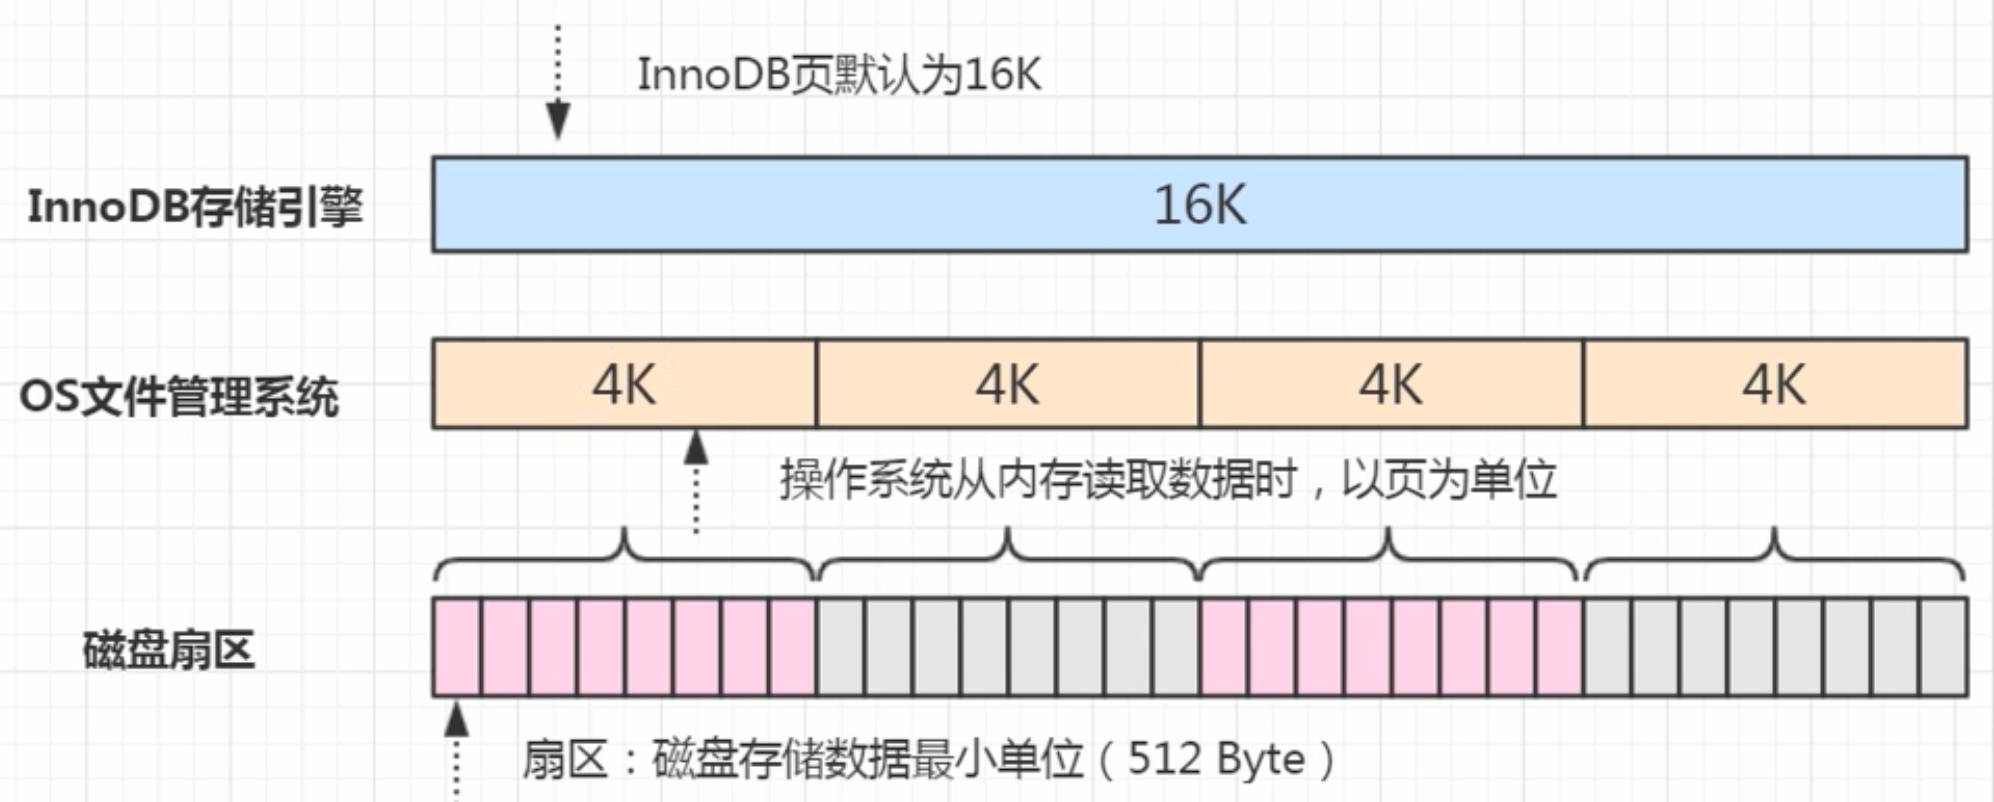 InnoDB页默认为16K
InnoDB存储引擎
16K
OS文件管理系统
4K 4K 4K 4K
操作系统从内存读取数据时，以页为单位
磁盘扇区
扇区：磁盘存储数据最小单位（512 Byte）